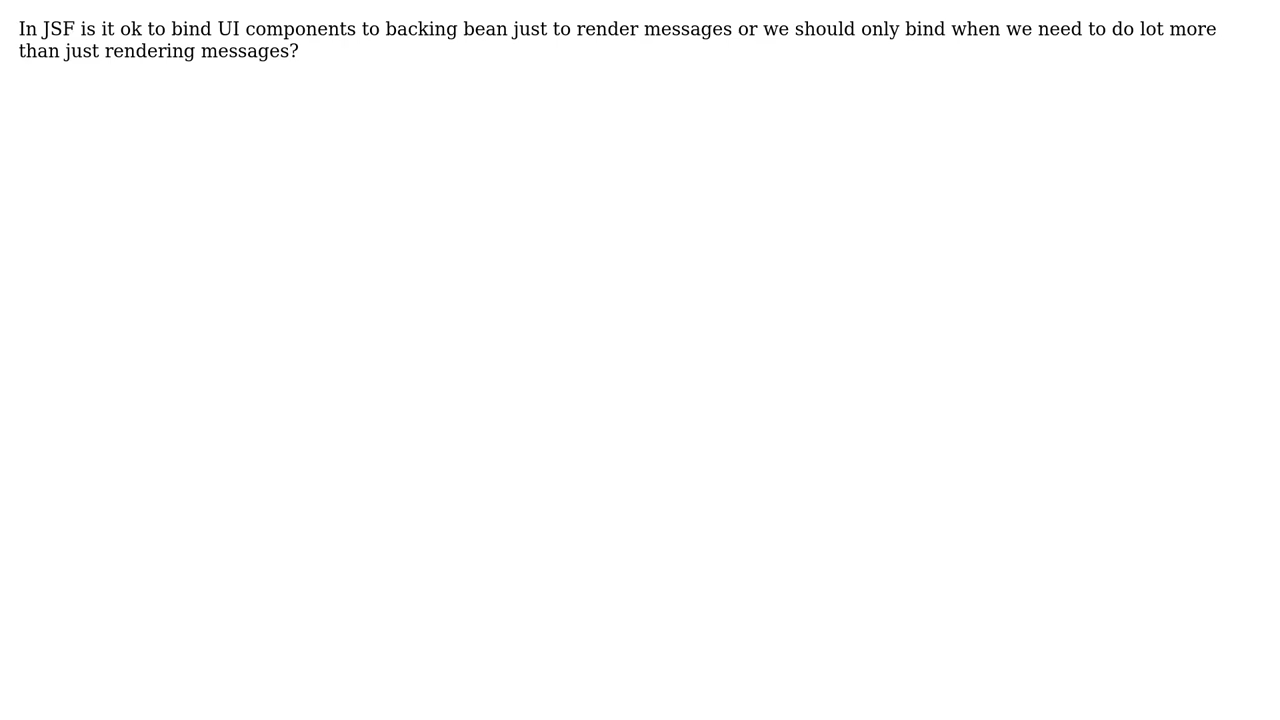 In JSF is it ok to bind UI components to backing bean just to render messages or we should only bind when we need to do lot more
than just rendering messages?